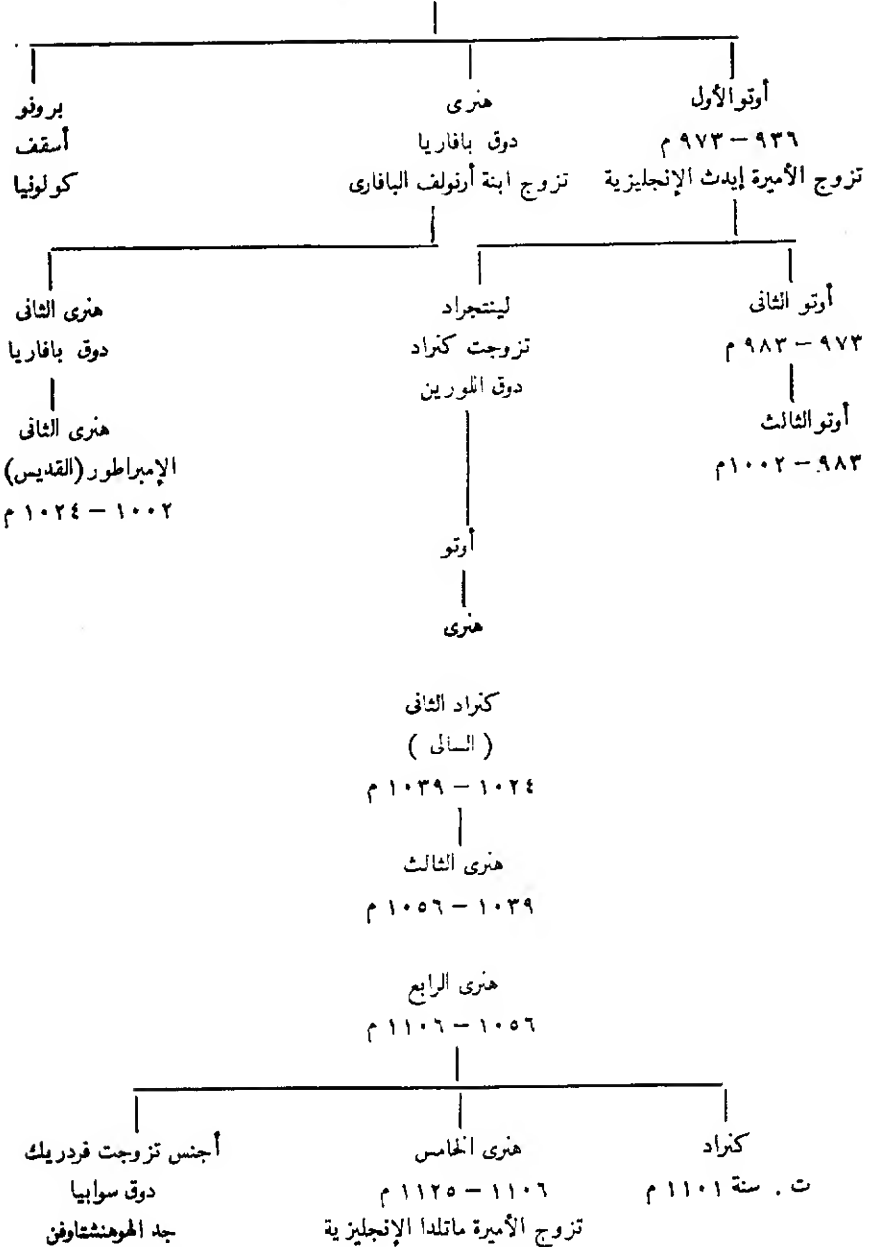 أوتو الأول
٩٣٦ – ٩٧٣ م
تزوج الأميرة إيدث الإنجليزية
هنرى
دوق بافاريا
تزوج ابنة أرنولف البافارى
برونو
أسقف
كولونيا
أوتو الثانى
٩٧٣ – ٩٨٣ م
أوتو الثالث
٩٨٣ – ١٠٠٢ م
لينتجراد
تزوجت كنراد
دوق اللورين
أوتو
هنرى
هنرى الثانى
دوق بافاريا
هنرى الثانى
الإمبراطور (القديس)
١٠٠٢ – ١٠٢٤ م
كنراد الثانى
( السالى )
١٠٢٤ – ١٠٣٩ م
هنرى الثالث
١٠٣٩ – ١٠٥٦ م
هنرى الرابع
١٠٥٦ – ١١٠٦ م
كنراد
ت . سنة ١١٠١ م
هنرى الخامس
١١٠٦ – ١١٢٥ م
تزوج الأميرة ماتلدا الإنجليزية
أجنس تزوجت فردريك
دوق سوابيا
جد الهوهنشتاوفن